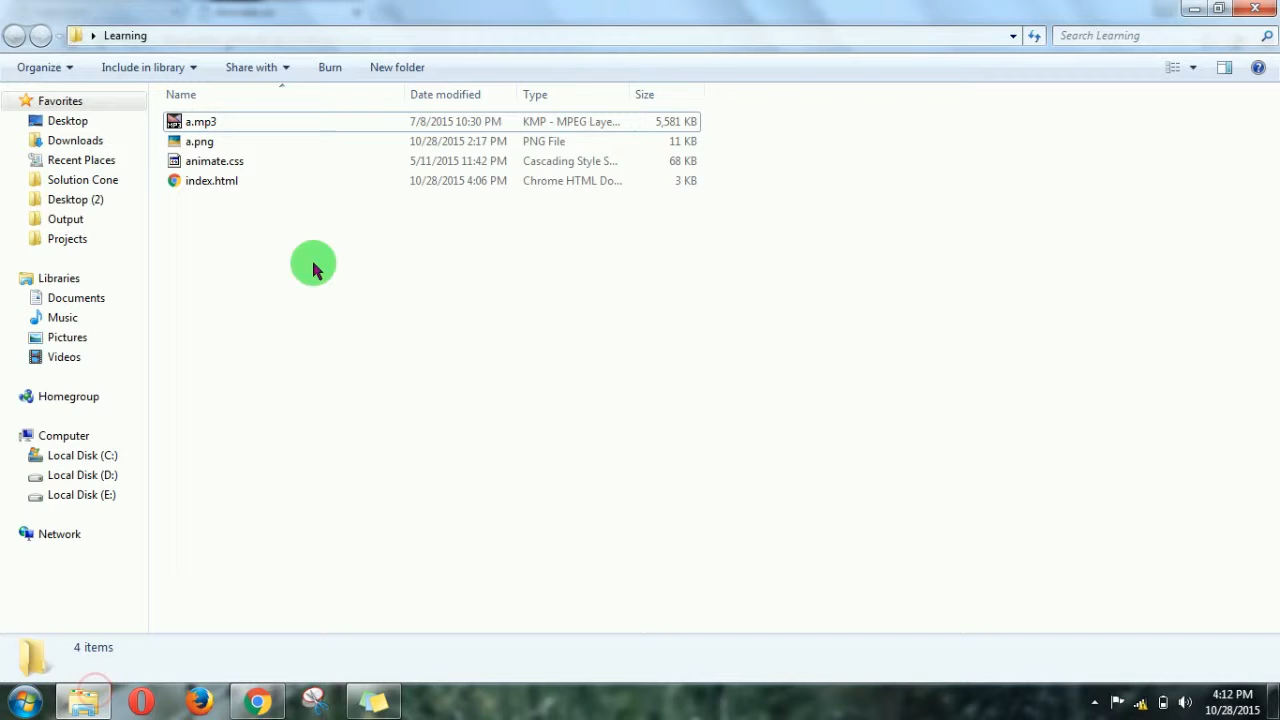 Learning
Search Learning
Organize Include in library Share with Burn New folder
Name Date modified Type Size
Favorites
Desktop
Downloads
Recent Places
Solution Cone
Desktop (2)
Output
Projects
Libraries
Documents
Music
Pictures
Videos
Homegroup
Computer
Local Disk (C:)
Local Disk (D:)
Local Disk (E:)
Network
a.mp3 7/8/2015 10:30 PM KMP - MPEG Laye... 5,581 KB
a.png 10/28/2015 2:17 PM PNG File 11 KB
animate.css 5/11/2015 11:42 PM Cascading Style S... 68 KB
index.html 10/28/2015 4:06 PM Chrome HTML Do... 3 KB
4 items
4:12 PM
10/28/2015